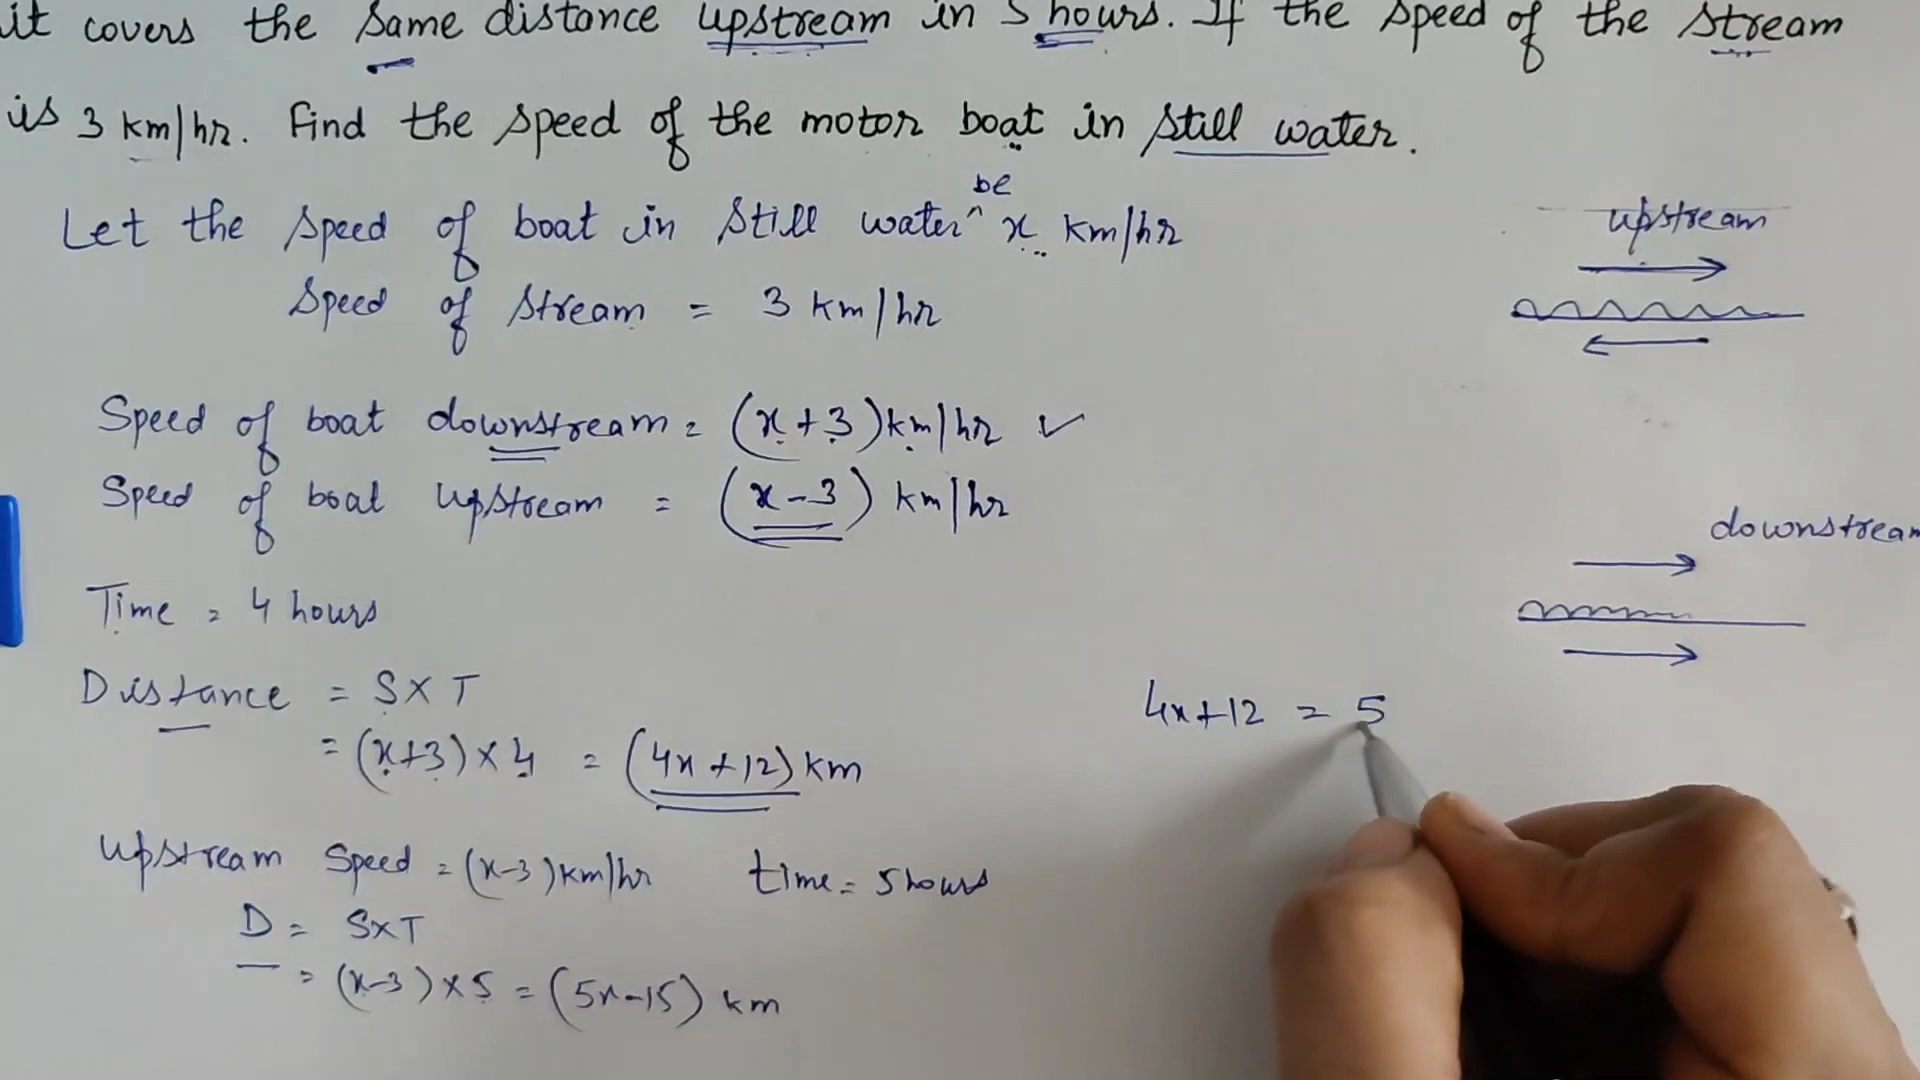 it covers the same distance upstream in 5 hours. If the speed of the stream
is 3 km/hr. Find the speed of the motor boat in still water.
Let the speed of boat in still water ^ be x km/hr
Speed of stream = 3 km/hr
upstream
Speed of boat downstream = (x+3) km/hr ✓
Speed of boat upstream = (x-3) km/hr
downstream
Time = 4 hours
Distance = S X T
= (x+3) × 4 = (4x+12) km
4x+12 = 5
upstream speed = (x-3) km/hr time = 5 hours
D = S×T
= (x-3) × 5 = (5x-15) km